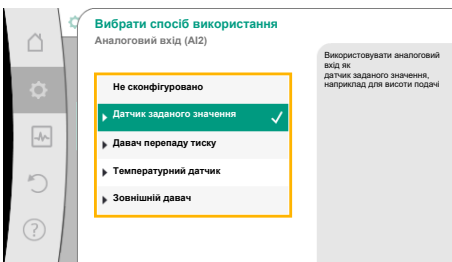 Вибрати спосіб використання
Аналоговий вхід (AI2)
Використовувати аналоговий
вхід як
датчик заданого значення,
наприклад для висоти подачі
Не сконфігуровано
Датчик заданого значення
Давач перепаду тиску
Температурний датчик
Зовнішній давач